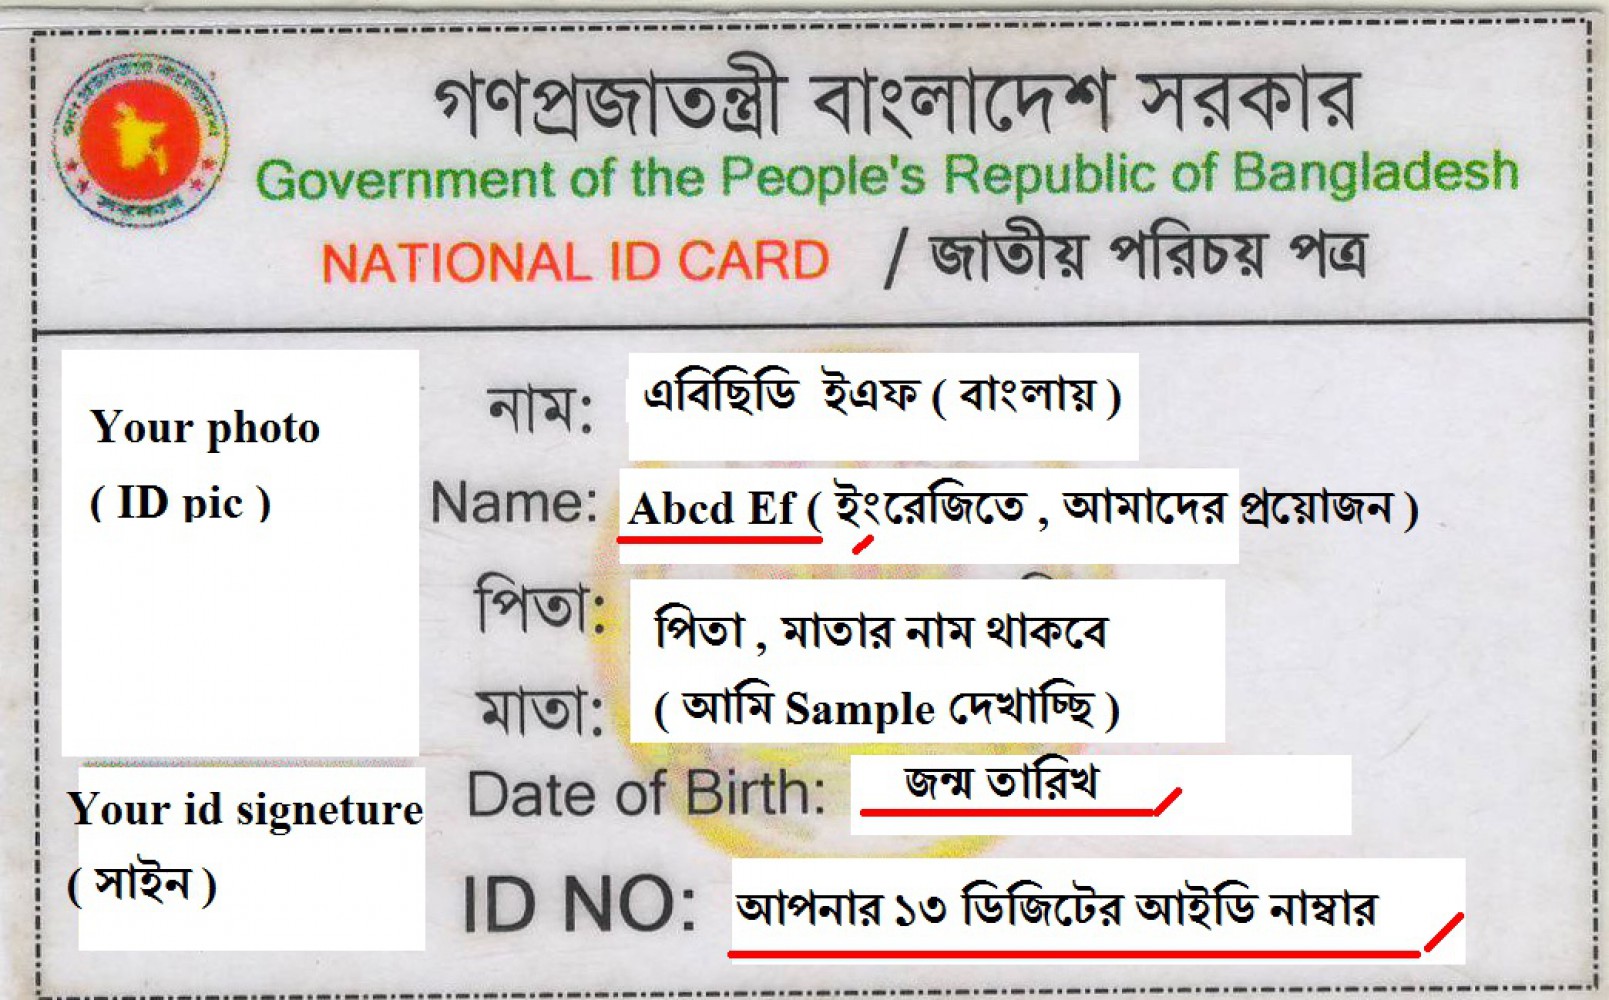 গণপ্রজাতন্ত্রী বাংলাদেশ সরকার
Government of the People's Republic of Bangladesh
NATIONAL ID CARD / জাতীয় পরিচয় পত্র
Your photo
( ID pic )
নাম: এবিছিডি ইএফ ( বাংলায় )
Name: Abcd Ef ( ইংরেজিতে , আমাদের প্রয়োজন )
পিতা: পিতা , মাতার নাম থাকবে
মাতা: ( আমি Sample দেখাচ্ছি )
Date of Birth: জন্ম তারিখ
Your id signeture
( সাইন )
ID NO: আপনার ১৩ ডিজিটের আইডি নাম্বার